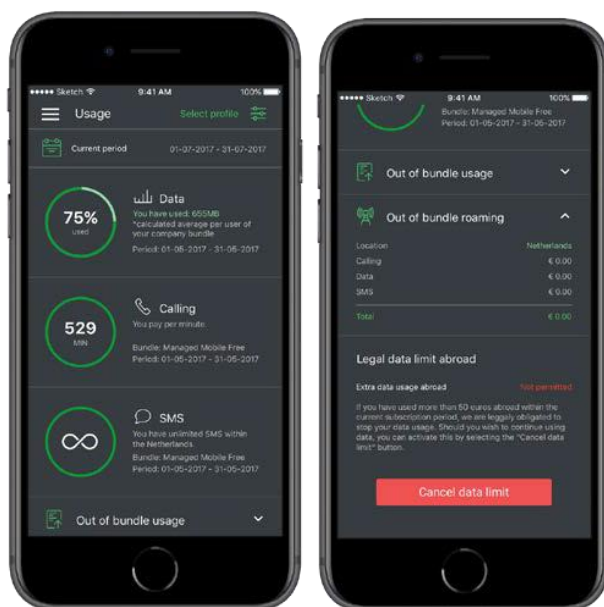 Sketch 9:41 AM 100%
Usage Select profile
Current period 01-07-2017 - 31-07-2017
75%
used
Data
You have used: 655MB
*calculated average per user of
your company bundle
Period: 01-05-2017 - 31-05-2017
529
MIN
Calling
You pay per minute.
Bundle: Managed Mobile Free
Period: 01-05-2017 - 31-05-2017
SMS
You have unlimited SMS within
the Netherlands.
Bundle: Managed Mobile Free
Period: 01-05-2017 - 31-05-2017
Out of bundle usage
Sketch 9:41 AM 100%
Bundle: Managed Mobile Free
Period: 01-05-2017 - 31-05-2017
Out of bundle usage
Out of bundle roaming
Location Netherlands
Calling € 0.00
Data € 0.00
SMS € 0.00
Total € 0.00
Legal data limit abroad
Extra data usage abroad Not permitted
If you have used more than 50 euros abroad within the
current subscription period, we are leggaly obligated to
stop your data usage. Should you wish to continue using
data, you can activate this by selecting the "Cancel data
limit" button.
Cancel data limit